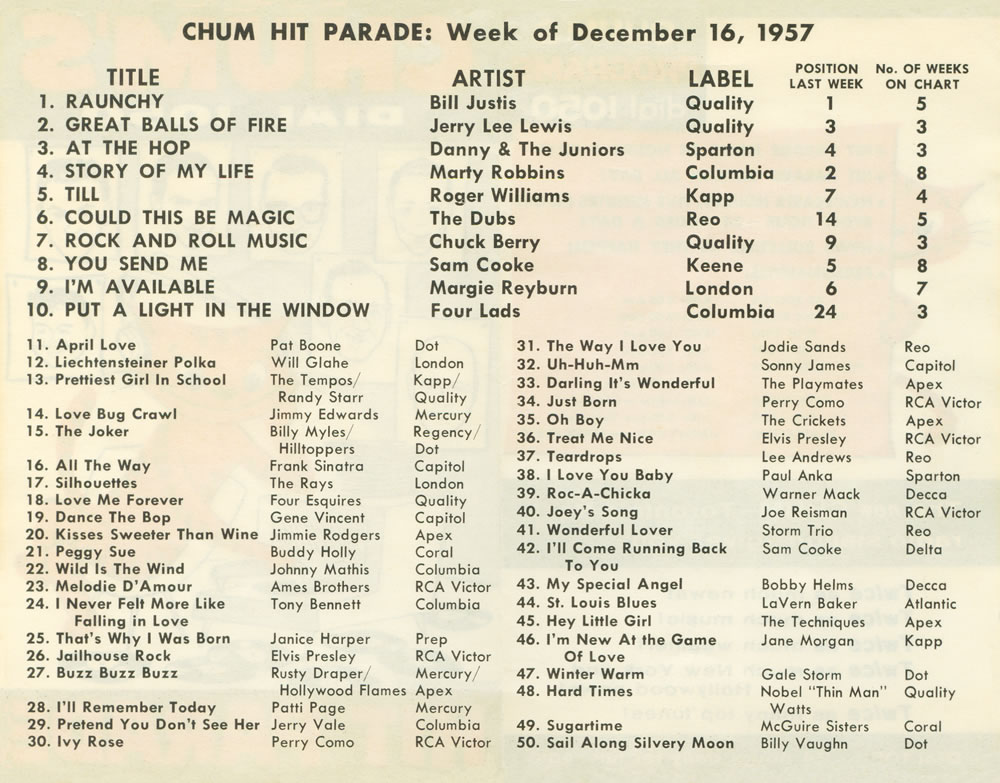 CHUM HIT PARADE: Week of December 16, 1957
TITLE ARTIST LABEL POSITION LAST WEEK No. OF WEEKS ON CHART
1. RAUNCHY Bill Justis Quality 1 5
2. GREAT BALLS OF FIRE Jerry Lee Lewis Quality 3 3
3. AT THE HOP Danny & The Juniors Sparton 4 3
4. STORY OF MY LIFE Marty Robbins Columbia 2 8
5. TILL Roger Williams Kapp 7 4
6. COULD THIS BE MAGIC The Dubs Reo 14 5
7. ROCK AND ROLL MUSIC Chuck Berry Quality 9 3
8. YOU SEND ME Sam Cooke Keene 5 8
9. I'M AVAILABLE Margie Reyburn London 6 7
10. PUT A LIGHT IN THE WINDOW Four Lads Columbia 24 3
11. April Love Pat Boone Dot
12. Liechtensteiner Polka Will Glahe London
13. Prettiest Girl In School The Tempos/ Kapp/
Randy Starr Quality
14. Love Bug Crawl Jimmy Edwards Mercury
15. The Joker Billy Myles/ Regency/
Hilltoppers Dot
16. All The Way Frank Sinatra Capitol
17. Silhouettes The Rays London
18. Love Me Forever Four Esquires Quality
19. Dance The Bop Gene Vincent Capitol
20. Kisses Sweeter Than Wine Jimmie Rodgers Apex
21. Peggy Sue Buddy Holly Coral
22. Wild Is The Wind Johnny Mathis Columbia
23. Melodie D'Amour Ames Brothers RCA Victor
24. I Never Felt More Like Tony Bennett Columbia
Falling in Love
25. That's Why I Was Born Janice Harper Prep
26. Jailhouse Rock Elvis Presley RCA Victor
27. Buzz Buzz Buzz Rusty Draper/ Mercury/
Hollywood Flames Apex
28. I'll Remember Today Patti Page Mercury
29. Pretend You Don't See Her Jerry Vale Columbia
30. Ivy Rose Perry Como RCA Victor
31. The Way I Love You Jodie Sands Reo
32. Uh-Huh-Mm Sonny James Capitol
33. Darling It's Wonderful The Playmates Apex
34. Just Born Perry Como RCA Victor
35. Oh Boy The Crickets Apex
36. Treat Me Nice Elvis Presley RCA Victor
37. Teardrops Lee Andrews Reo
38. I Love You Baby Paul Anka Sparton
39. Roc-A-Chicka Warner Mack Decca
40. Joey's Song Joe Reisman RCA Victor
41. Wonderful Lover Storm Trio Reo
42. I'll Come Running Back Sam Cooke Delta
To You
43. My Special Angel Bobby Helms Decca
44. St. Louis Blues LaVern Baker Atlantic
45. Hey Little Girl The Techniques Apex
46. I'm New At the Game Jane Morgan Kapp
Of Love
47. Winter Warm Gale Storm Dot
48. Hard Times Nobel "Thin Man" Quality
Watts
49. Sugartime McGuire Sisters Coral
50. Sail Along Silvery Moon Billy Vaughn Dot